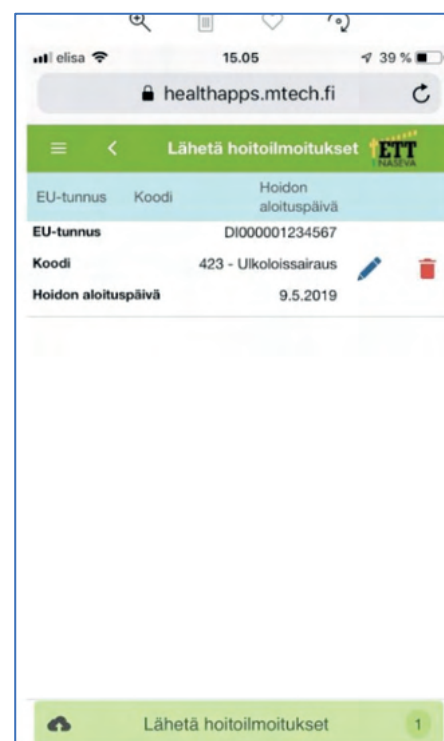 elisa 15.05 39 %
healthapps.mtech.fi
Lähetä hoitoilmoitukset ETT NASEVA
EU-tunnus Koodi Hoidon aloituspäivä
EU-tunnus DI000001234567
Koodi 423 - Ulkoloissairaus
Hoidon aloituspäivä 9.5.2019
Lähetä hoitoilmoitukset 1